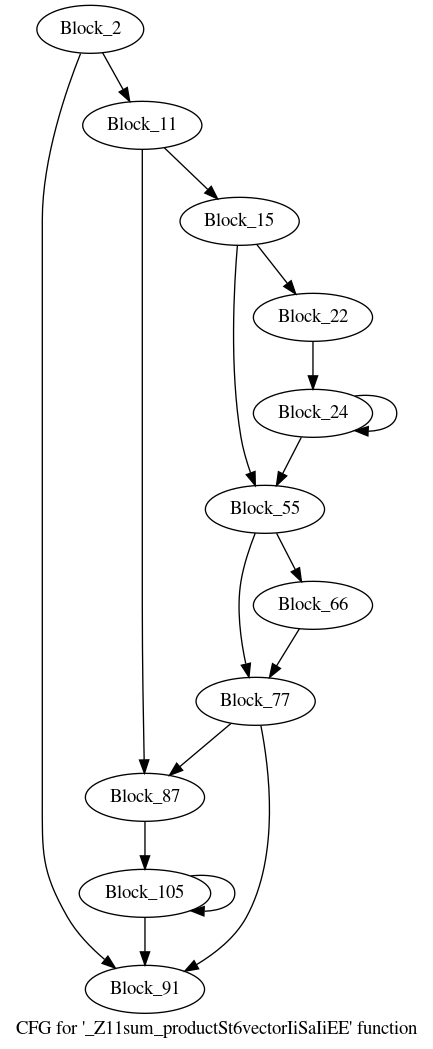 Block_2
Block_11
Block_15
Block_22
Block_24
Block_55
Block_66
Block_77
Block_87
Block_105
Block_91
CFG for '_Z11sum_productSt6vectorIiSaIiEE' function